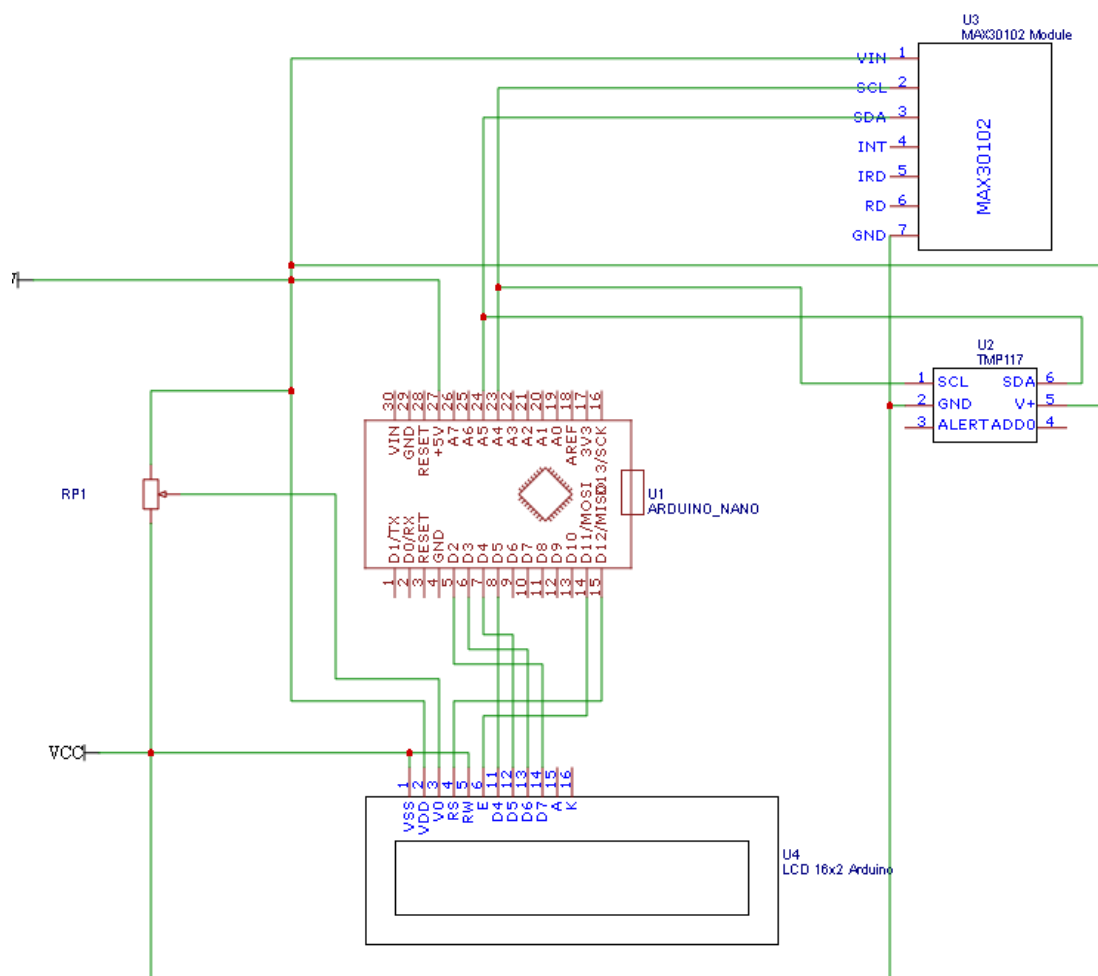 U3
MAX30102 Module
VIN 1
SCL 2
SDA 3
INT 4
IRD 5
RD 6
GND 7
MAX30102
U2
TMP117
1 SCL SDA 6
2 GND V+ 5
3 ALERT ADD0 4
30 29 28 27 26 25 24 23 22 21 20 19 18 17 16
VIN GND RESET +5V A7 A6 A5 A4 A3 A2 A1 A0 AREF 3V3 D13/SCK
RP1
U1
ARDUINO_NANO
D1/TX D0/RX RESET GND D2 D3 D4 D5 D6 D7 D8 D9 D10 D11/MOSI D12/MISO
1 2 3 4 5 6 7 8 9 10 11 12 13 14 15
VCC
1 2 3 4 5 6 11 12 13 14 15 16
VSS VDD V0 RS RW E D4 D5 D6 D7 A K
U4
LCD 16x2 Arduino